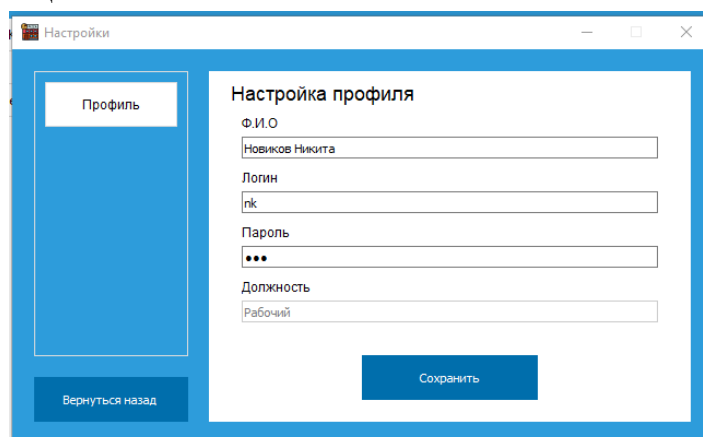 Настройки
Профиль
Настройка профиля
Ф.И.О
Новиков Никита
Логин
nk
Пароль
●●●
Должность
Рабочий
Сохранить
Вернуться назад